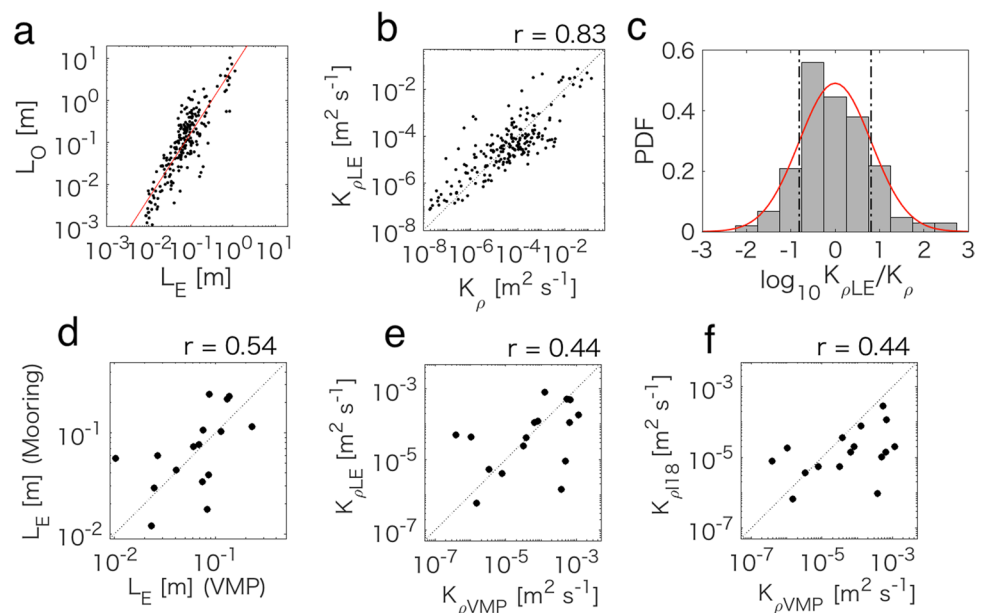 a
L_O [m]
10^1
10^0
10^-1
10^-2
10^-3
10^-3 10^-2 10^-1 10^0 10^1
L_E [m]
b
r = 0.83
K_ρLE [m^2 s^-1]
10^-2
10^-4
10^-6
10^-8
10^-8 10^-6 10^-4 10^-2
K_ρ [m^2 s^-1]
c
PDF
0.6
0.4
0.2
0
-3 -2 -1 0 1 2 3
log_10 K_ρLE/K_ρ
d
r = 0.54
L_E [m] (Mooring)
10^-1
10^-2
10^-2 10^-1
L_E [m] (VMP)
e
r = 0.44
K_ρLE [m^2 s^-1]
10^-3
10^-5
10^-7
10^-7 10^-5 10^-3
K_ρVMP [m^2 s^-1]
f
r = 0.44
K_ρI18 [m^2 s^-1]
10^-3
10^-5
10^-7
10^-7 10^-5 10^-3
K_ρVMP [m^2 s^-1]